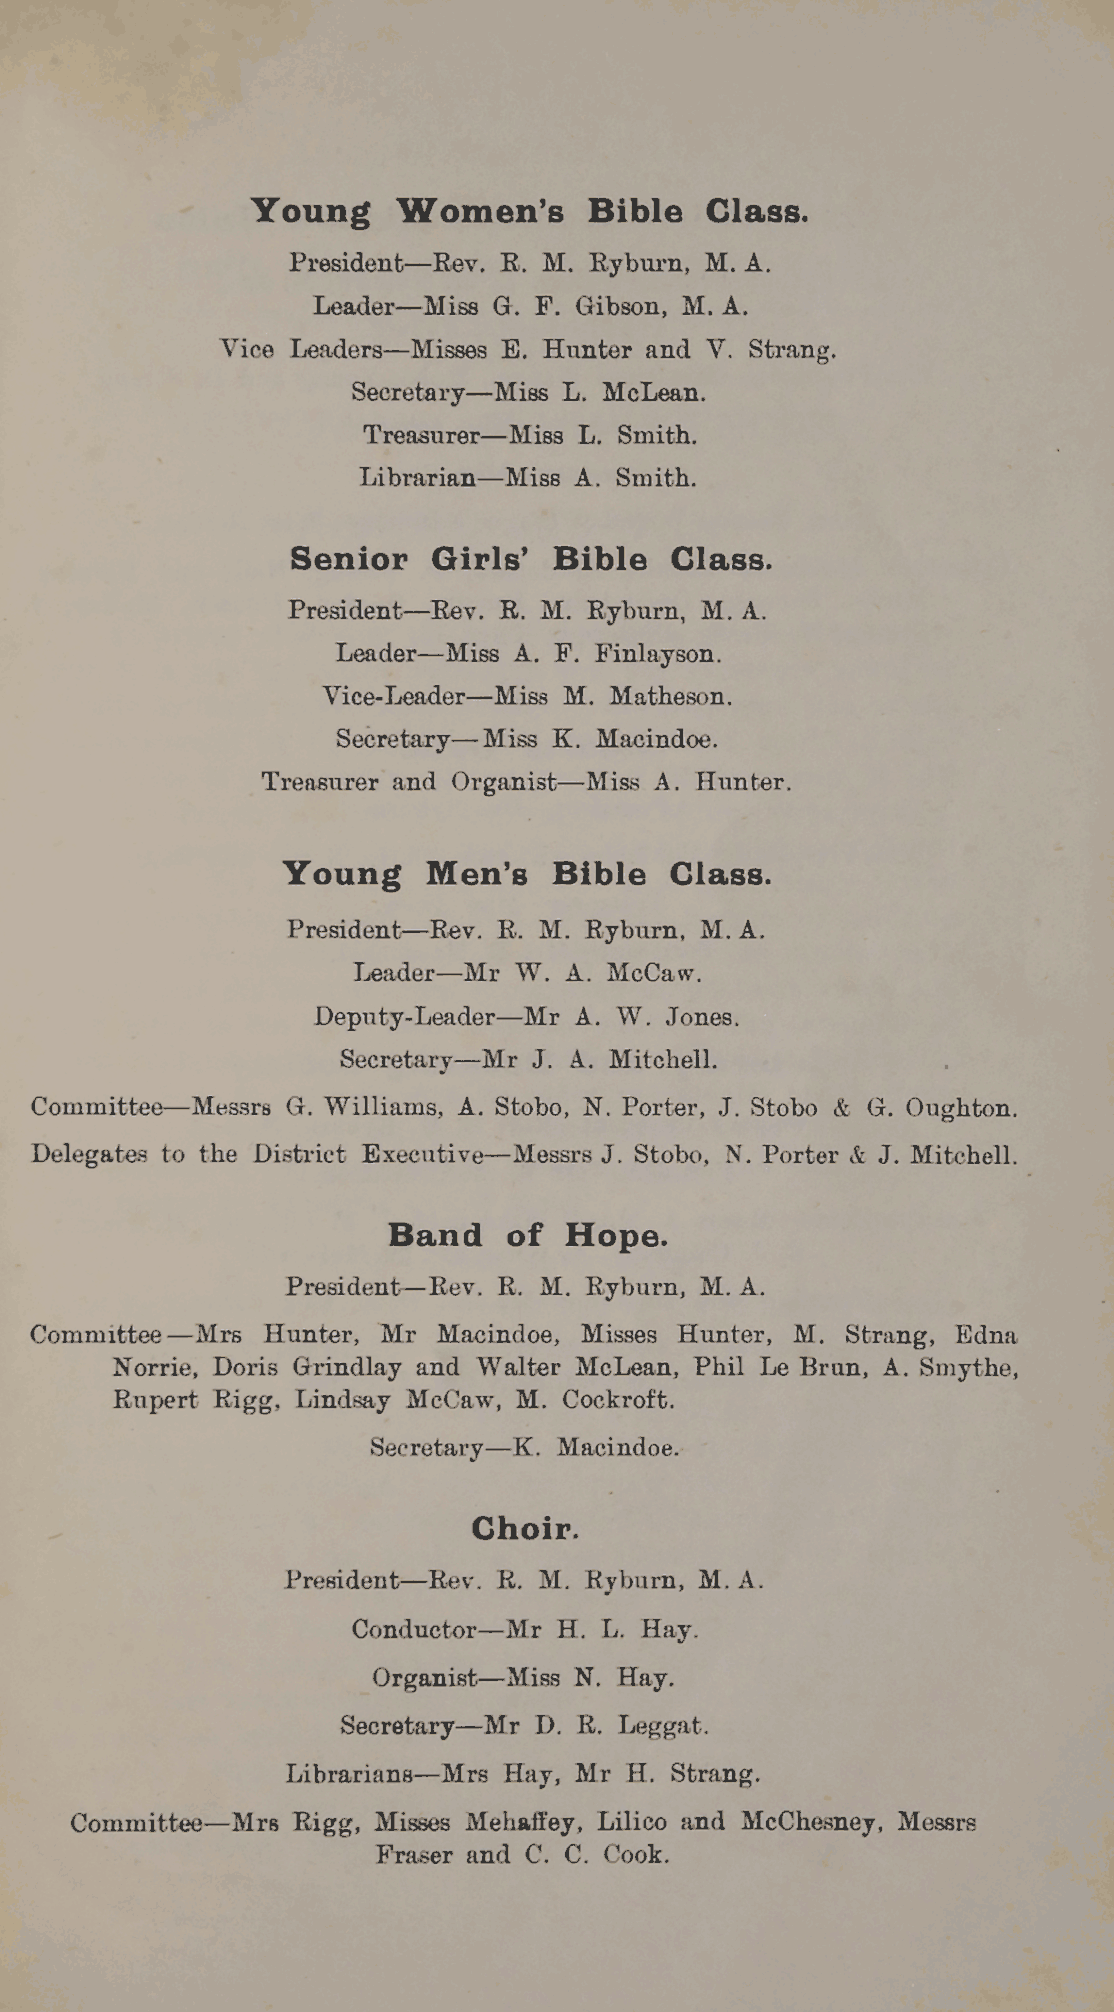 Young Women's Bible Class.
President—Rev. R. M. Ryburn, M. A.
Leader—Miss G. F. Gibson, M. A.
Vice Leaders—Misses E. Hunter and V. Strang.
Secretary—Miss L. McLean.
Treasurer—Miss L. Smith.
Librarian—Miss A. Smith.
Senior Girls' Bible Class.
President—Rev. R. M. Ryburn, M. A.
Leader—Miss A. F. Finlayson.
Vice-Leader—Miss M. Matheson.
Secretary—Miss K. Macindoe.
Treasurer and Organist—Miss A. Hunter.
Young Men's Bible Class.
President—Rev. R. M. Ryburn, M. A.
Leader—Mr W. A. McCaw.
Deputy-Leader—Mr A. W. Jones.
Secretary—Mr J. A. Mitchell.
Committee—Messrs G. Williams, A. Stobo, N. Porter, J. Stobo & G. Oughton.
Delegates to the District Executive—Messrs J. Stobo, N. Porter & J. Mitchell.
Band of Hope.
President—Rev. R. M. Ryburn, M. A.
Committee—Mrs Hunter, Mr Macindoe, Misses Hunter, M. Strang, Edna
Norrie, Doris Grindlay and Walter McLean, Phil Le Brun, A. Smythe,
Rupert Rigg, Lindsay McCaw, M. Cockroft.
Secretary—K. Macindoe.
Choir.
President—Rev. R. M. Ryburn, M. A.
Conductor—Mr H. L. Hay.
Organist—Miss N. Hay.
Secretary—Mr D. R. Leggat.
Librarians—Mrs Hay, Mr H. Strang.
Committee—Mrs Rigg, Misses Mehaffey, Lilico and McChesney, Messrs
Fraser and C. C. Cook.